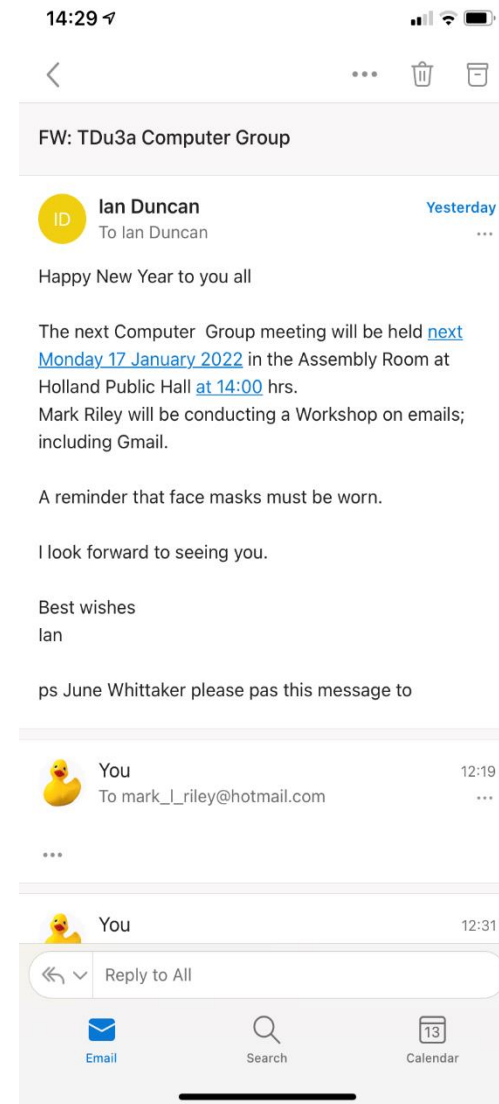 14:29
FW: TDu3a Computer Group
ID
Ian Duncan
Yesterday
To Ian Duncan
Happy New Year to you all
The next Computer  Group meeting will be held next
Monday 17 January 2022 in the Assembly Room at
Holland Public Hall at 14:00 hrs.
Mark Riley will be conducting a Workshop on emails;
including Gmail.
A reminder that face masks must be worn.
I look forward to seeing you.
Best wishes
Ian
ps June Whittaker please pas this message to
You
12:19
To mark_l_riley@hotmail.com
You
12:31
Reply to All
13
Email
Search
Calendar